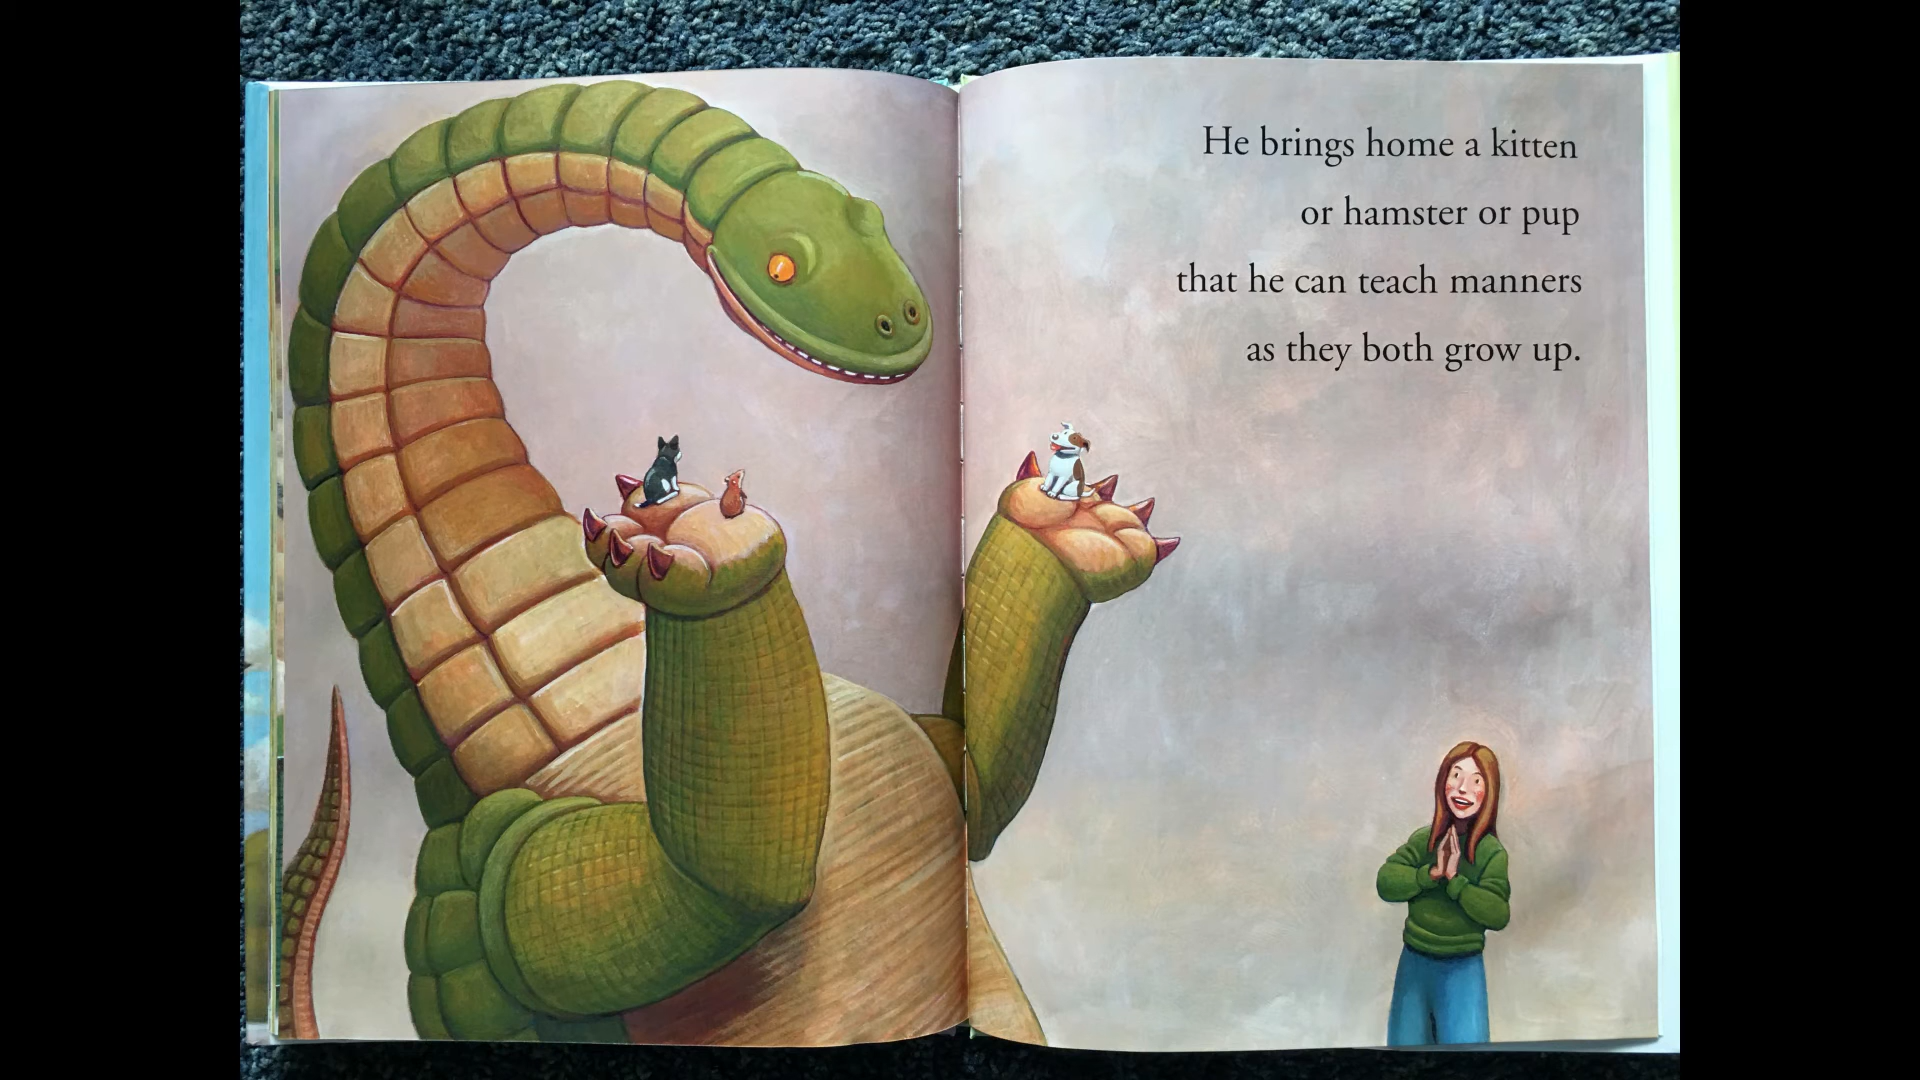 He brings home a kitten
or hamster or pup
that he can teach manners
as they both grow up.